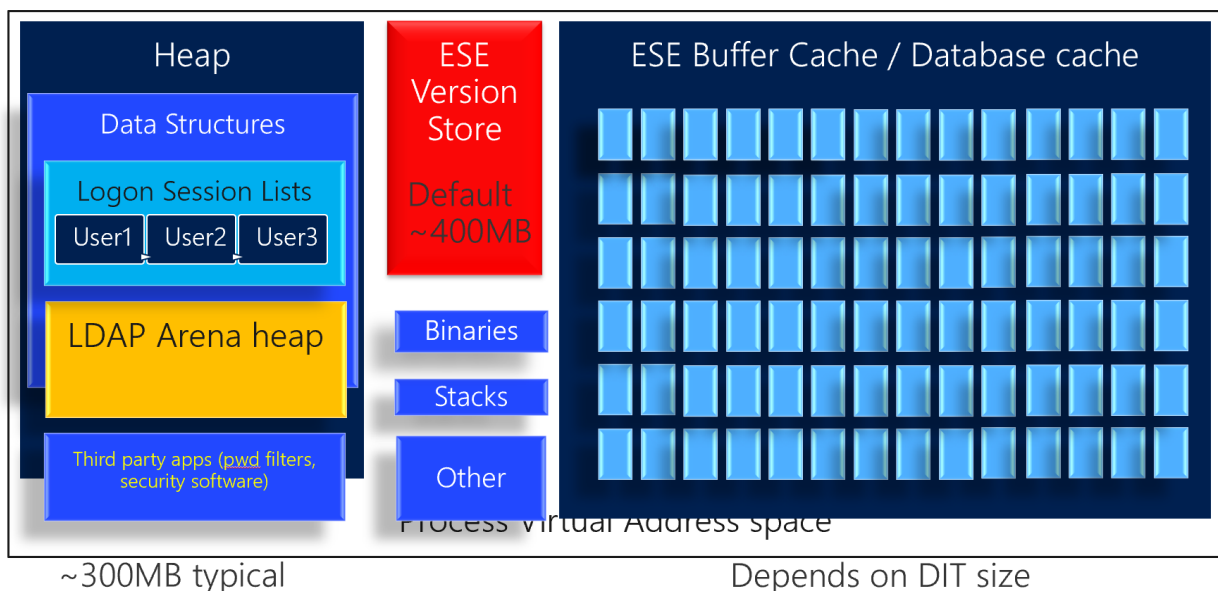 Heap
Data Structures
Logon Session Lists
User1 User2 User3
LDAP Arena heap
Third party apps (pwd filters,
security software)
ESE
Version
Store
Default
~400MB
Binaries
Stacks
Other
ESE Buffer Cache / Database cache
Process Virtual Address space
~300MB typical
Depends on DIT size